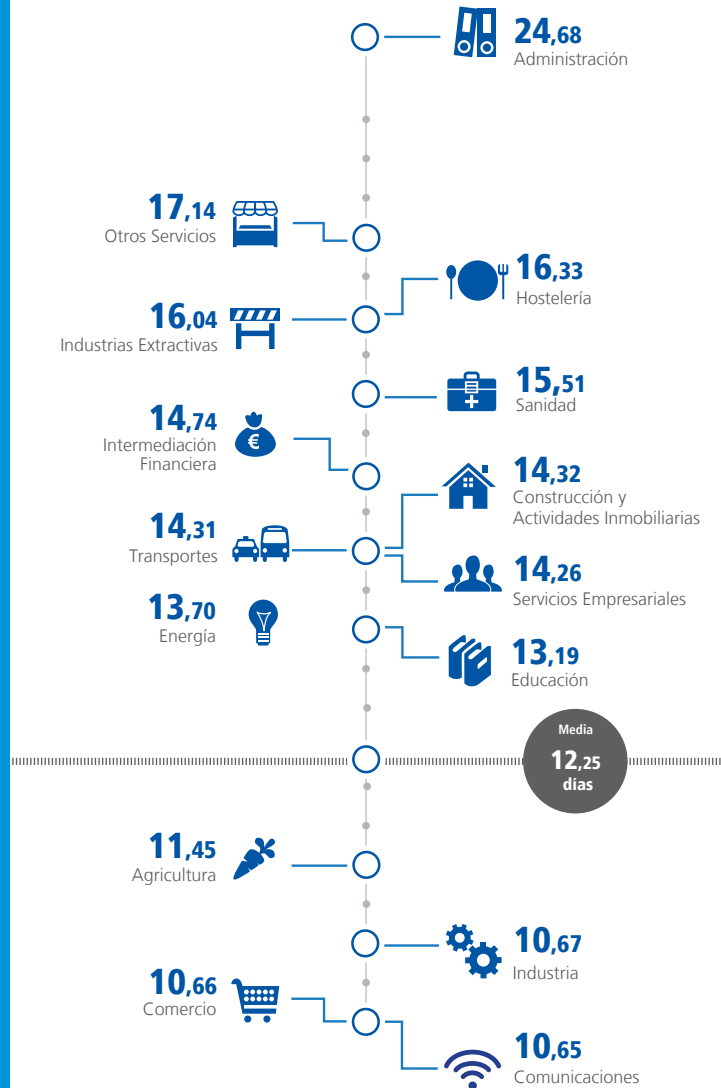 24,68
Administración
17,14
Otros Servicios
16,33
Hostelería
16,04
Industrias Extractivas
15,51
Sanidad
14,74
Intermediación
Financiera
14,32
Construcción y
Actividades Inmobiliarias
14,31
Transportes
14,26
Servicios Empresariales
13,70
Energía
13,19
Educación
Media
12,25
días
11,45
Agricultura
10,67
Industria
10,66
Comercio
10,65
Comunicaciones